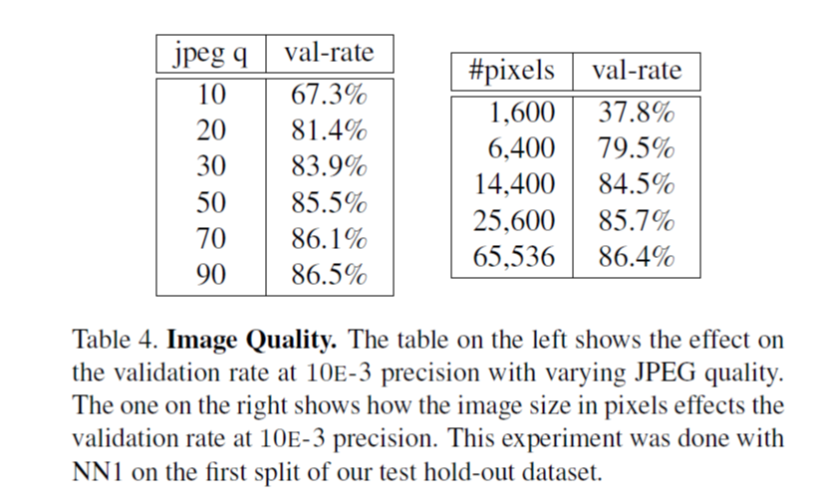 jpeg q val-rate
10 67.3%
20 81.4%
30 83.9%
50 85.5%
70 86.1%
90 86.5%
#pixels val-rate
1,600 37.8%
6,400 79.5%
14,400 84.5%
25,600 85.7%
65,536 86.4%
Table 4. Image Quality. The table on the left shows the effect on
the validation rate at 10E-3 precision with varying JPEG quality.
The one on the right shows how the image size in pixels effects the
validation rate at 10E-3 precision. This experiment was done with
NN1 on the first split of our test hold-out dataset.